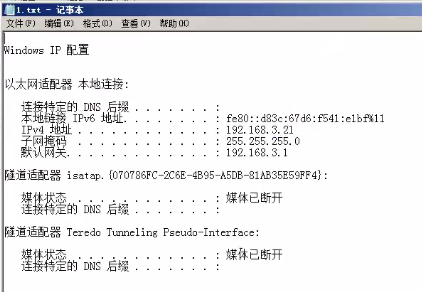 1.txt - 记事本
文件(F) 编辑(E) 格式(O) 查看(V) 帮助(H)
Windows IP 配置
以太网适配器 本地连接:
连接特定的 DNS 后缀 . . . . . . . :
本地链接 IPv6 地址. . . . . . . . : fe80::d83c:67d6:f541:e1bf%11
IPv4 地址 . . . . . . . . . . . . : 192.168.3.21
子网掩码 . . . . . . . . . . . . : 255.255.255.0
默认网关. . . . . . . . . . . . . : 192.168.3.1
隧道适配器 isatap.{070786FC-2C6E-4B95-A5DB-81AB35E59FF4}:
媒体状态 . . . . . . . . . . . . : 媒体已断开
连接特定的 DNS 后缀 . . . . . . . :
隧道适配器 Teredo Tunneling Pseudo-Interface:
媒体状态 . . . . . . . . . . . . : 媒体已断开
连接特定的 DNS 后缀 . . . . . . . :